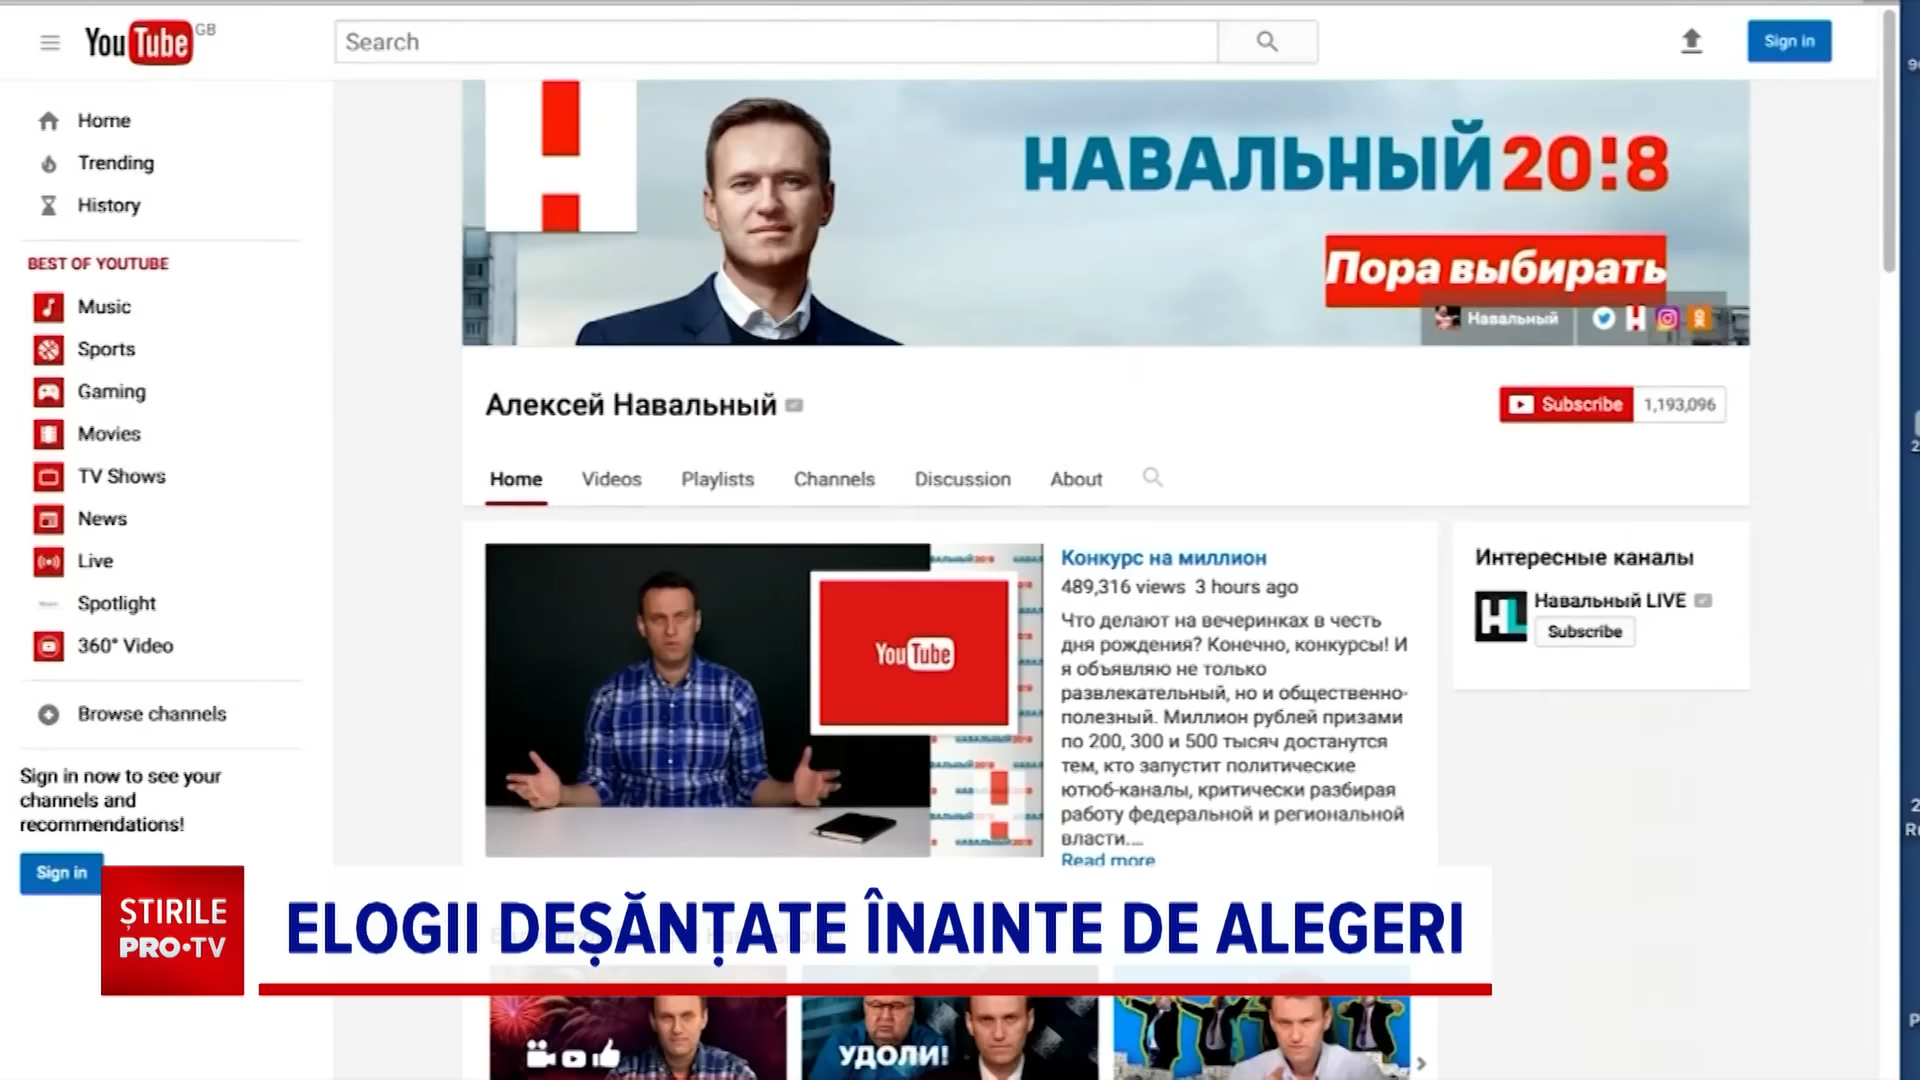 YouTube GB
Search
Sign in
Home
Trending
History
BEST OF YOUTUBE
Music
Sports
Gaming
Movies
TV Shows
News
Live
Spotlight
360° Video
Browse channels
Sign in now to see your
channels and
recommendations!
Sign in
НАВАЛЬНЫЙ 20!8
Пора выбирать
Навальный
Алексей Навальный
Subscribe 1,193,096
Home Videos Playlists Channels Discussion About
YouTube
Конкурс на миллион
489,316 views 3 hours ago
Что делают на вечеринках в честь
дня рождения? Конечно, конкурсы! И
я объявляю не только
развлекательный, но и общественно-
полезный. Миллион рублей призами
по 200, 300 и 500 тысяч достанутся
тем, кто запустит политические
ютюб-каналы, критически разбирая
работу федеральной и региональной
власти....
Read more
Интересные каналы
Навальный LIVE
Subscribe
ȘTIRILE
PRO•TV
ELOGII DEȘĂNȚATE ÎNAINTE DE ALEGERI
УДОЛИ!